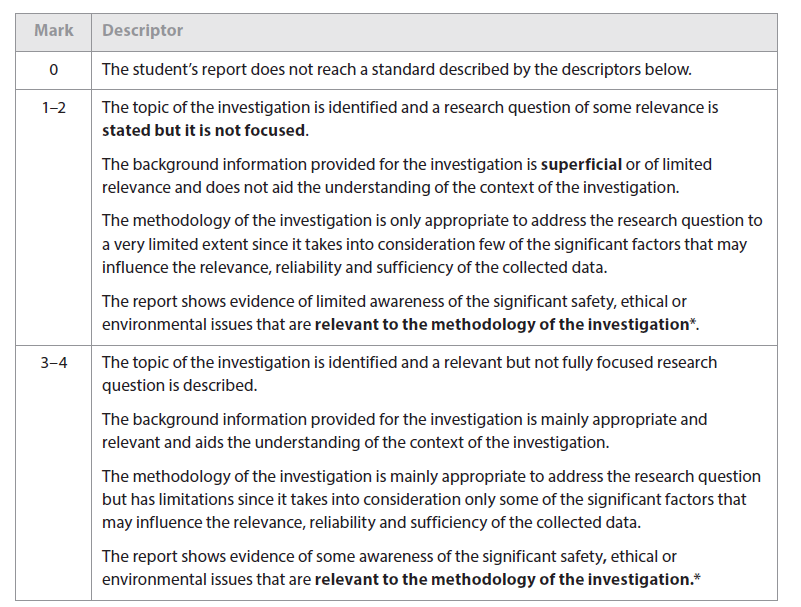 Mark Descriptor
0 The student’s report does not reach a standard described by the descriptors below.
1–2 The topic of the investigation is identified and a research question of some relevance is
stated but it is not focused.
The background information provided for the investigation is superficial or of limited
relevance and does not aid the understanding of the context of the investigation.
The methodology of the investigation is only appropriate to address the research question to
a very limited extent since it takes into consideration few of the significant factors that may
influence the relevance, reliability and sufficiency of the collected data.
The report shows evidence of limited awareness of the significant safety, ethical or
environmental issues that are relevant to the methodology of the investigation*.
3–4 The topic of the investigation is identified and a relevant but not fully focused research
question is described.
The background information provided for the investigation is mainly appropriate and
relevant and aids the understanding of the context of the investigation.
The methodology of the investigation is mainly appropriate to address the research question
but has limitations since it takes into consideration only some of the significant factors that
may influence the relevance, reliability and sufficiency of the collected data.
The report shows evidence of some awareness of the significant safety, ethical or
environmental issues that are relevant to the methodology of the investigation.*